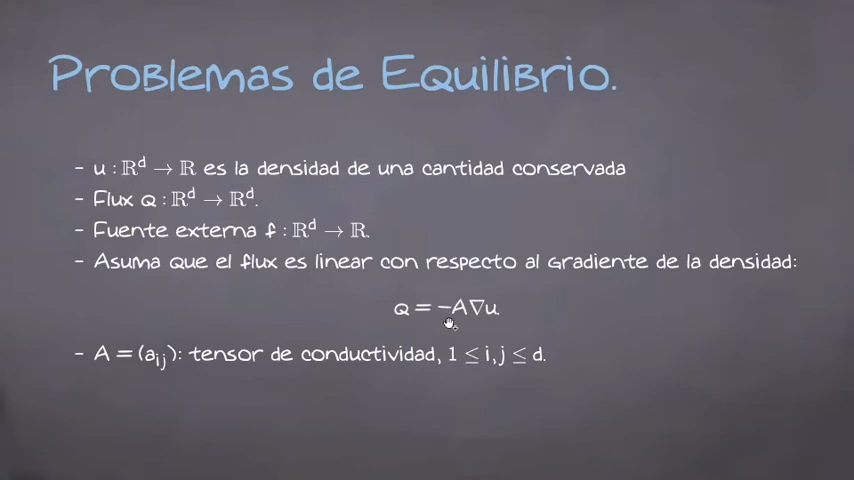 Problemas de Equilibrio.
- u : ℝᵈ → ℝ es la densidad de una cantidad conservada
- Flux Q : ℝᵈ → ℝᵈ.
- Fuente externa f : ℝᵈ → ℝ.
- Asuma que el flux es linear con respecto al gradiente de la densidad:
Q = −A∇u.
- A = (a_ij): tensor de conductividad, 1 ≤ i, j ≤ d.